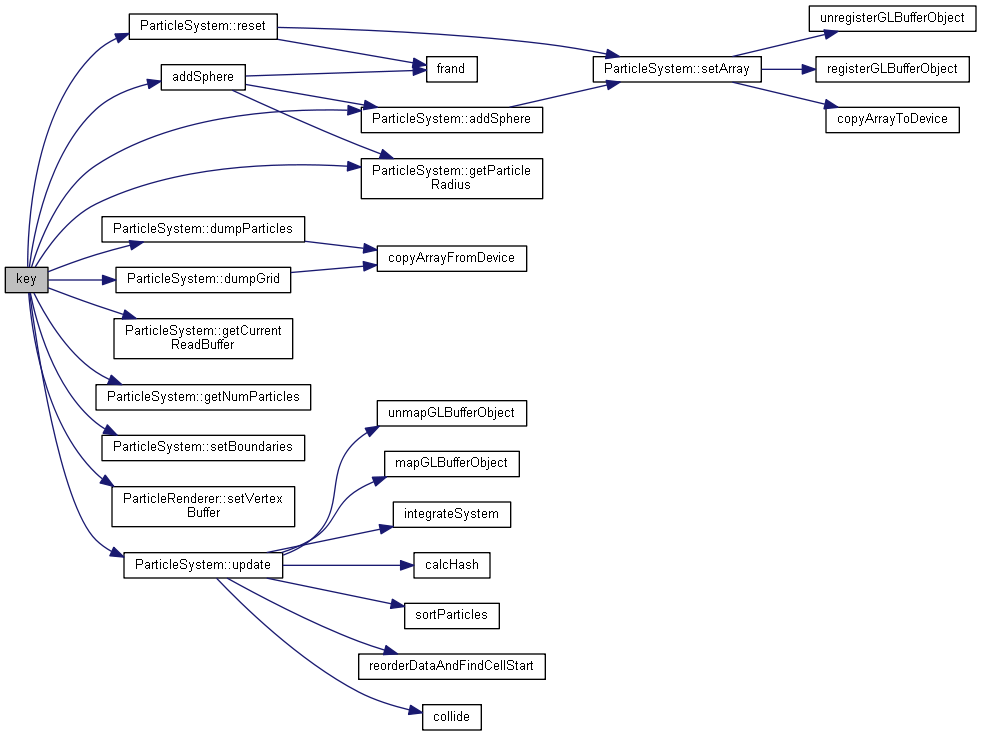 key
ParticleSystem::reset
addSphere
frand
ParticleSystem::addSphere
ParticleSystem::getParticle
Radius
ParticleSystem::setArray
unregisterGLBufferObject
registerGLBufferObject
copyArrayToDevice
ParticleSystem::dumpParticles
ParticleSystem::dumpGrid
copyArrayFromDevice
ParticleSystem::getCurrent
ReadBuffer
ParticleSystem::getNumParticles
ParticleSystem::setBoundaries
ParticleRenderer::setVertex
Buffer
ParticleSystem::update
unmapGLBufferObject
mapGLBufferObject
integrateSystem
calcHash
sortParticles
reorderDataAndFindCellStart
collide